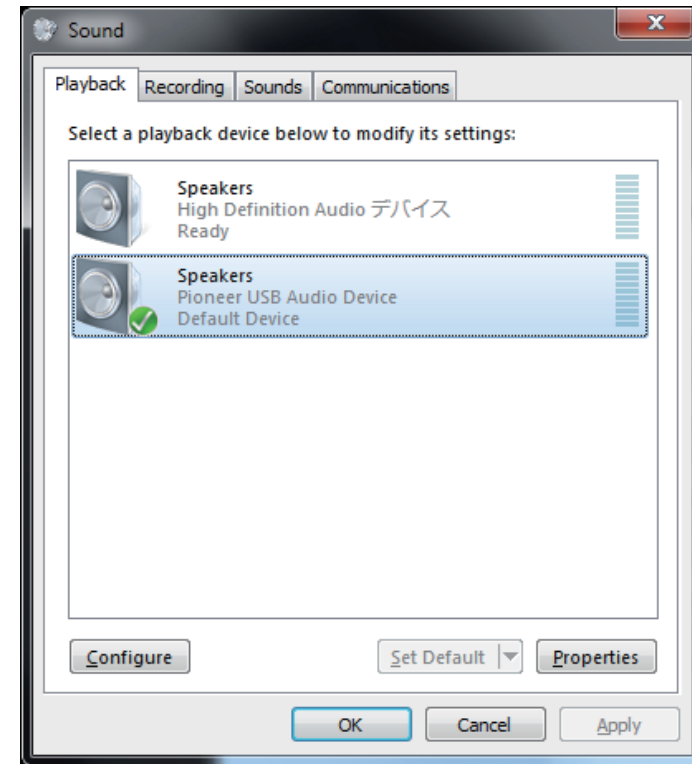 Sound
Playback Recording Sounds Communications
Select a playback device below to modify its settings:
Speakers
High Definition Audio デバイス
Ready
Speakers
Pioneer USB Audio Device
Default Device
Configure Set Default Properties
OK Cancel Apply